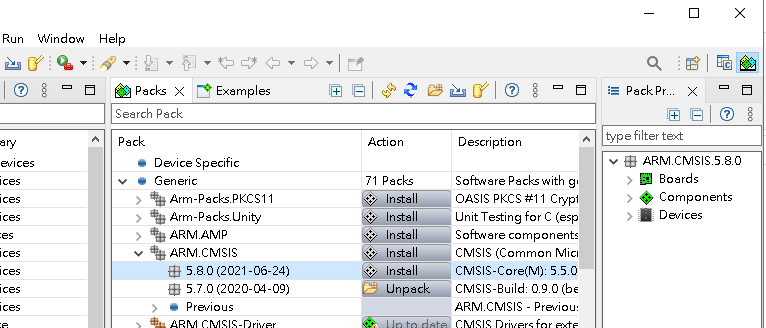 Run Window Help
Packs Examples
Search Pack
Pack Action Description
Device Specific
Generic 71 Packs Software Packs with g
Arm-Packs.PKCS11 Install OASIS PKCS #11 Crypt
Arm-Packs.Unity Install Unit Testing for C (esp
ARM.AMP Install Software components
ARM.CMSIS Install CMSIS (Common Micr
5.8.0 (2021-06-24) Install CMSIS-Core(M): 5.5.0
5.7.0 (2020-04-09) Unpack CMSIS-Build: 0.9.0 (be
Previous ARM.CMSIS - Previous
ARM.CMSIS-Driver Up to date CMSIS Drivers for exte
ary
Devices
ices
ices
ices
ices
ices
ices
ices
ices
Pack Pr...
type filter text
ARM.CMSIS.5.8.0
Boards
Components
Devices